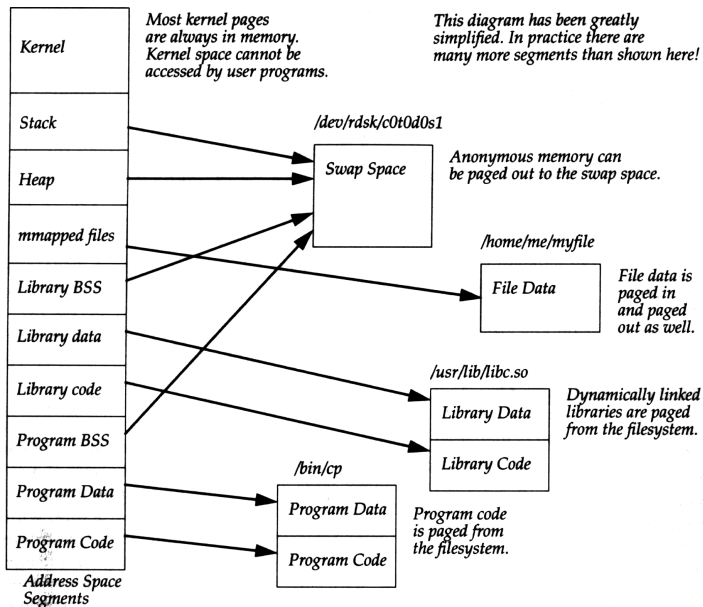 Kernel
Most kernel pages
are always in memory.
Kernel space cannot be
accessed by user programs.
This diagram has been greatly
simplified. In practice there are
many more segments than shown here!
Stack
/dev/rdsk/c0t0d0s1
Heap
Swap Space
Anonymous memory can
be paged out to the swap space.
mmapped files
/home/me/myfile
Library BSS
File Data
File data is
paged in
and paged
out as well.
Library data
/usr/lib/libc.so
Library code
Library Data
Dynamically linked
libraries are paged
from the filesystem.
Program BSS
Library Code
/bin/cp
Program Data
Program Data
Program code
is paged from
the filesystem.
Program Code
Program Code
Address Space
Segments